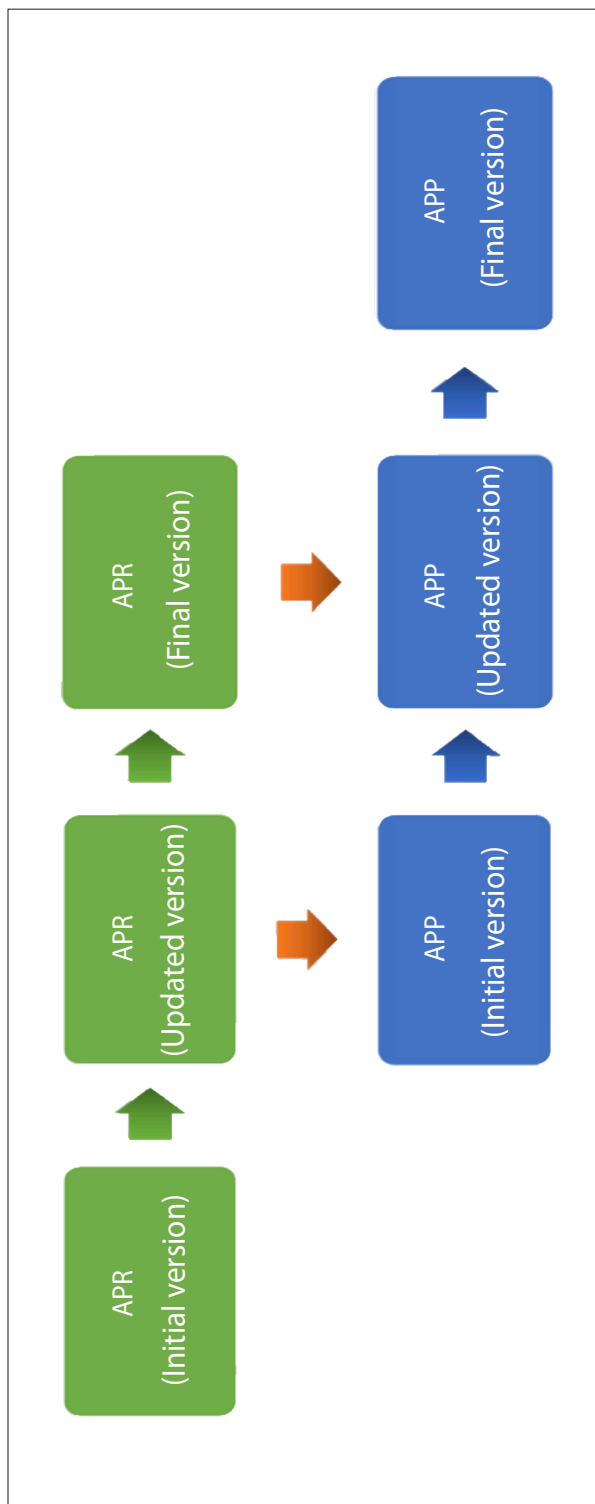 APR
(Initial version)
APR
(Updated version)
APR
(Final version)
APP
(Initial version)
APP
(Updated version)
APP
(Final version)